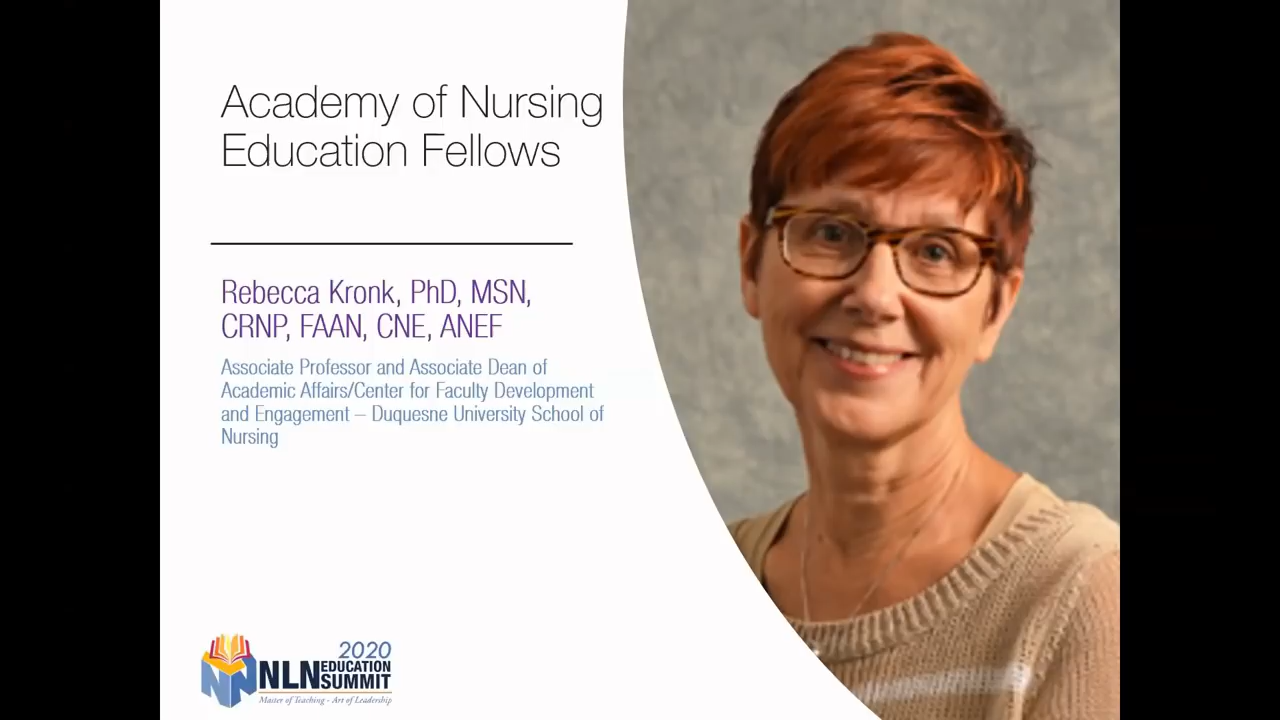 Academy of Nursing
Education Fellows
Rebecca Kronk, PhD, MSN,
CRNP, FAAN, CNE, ANEF
Associate Professor and Associate Dean of
Academic Affairs/Center for Faculty Development
and Engagement – Duquesne University School of
Nursing
2020
NLN EDUCATION
SUMMIT
Master of Teaching - Art of Leadership